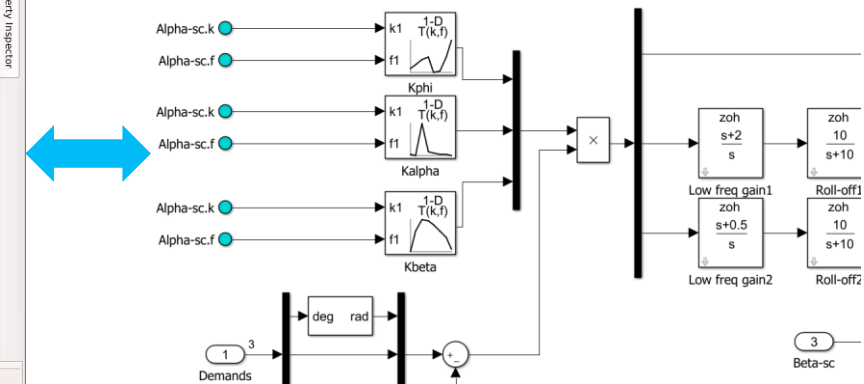 erty Inspector
Alpha-sc.k
Alpha-sc.f
k1
f1
1-D
T(k,f)
Kphi
Alpha-sc.k
Alpha-sc.f
k1
f1
1-D
T(k,f)
Kalpha
Alpha-sc.k
Alpha-sc.f
k1
f1
1-D
T(k,f)
Kbeta
×
zoh
s+2
s
Low freq gain1
zoh
10
s+10
Roll-off1
zoh
s+0.5
s
Low freq gain2
zoh
10
s+10
Roll-off2
deg rad
1
3
Demands
+
_
3
Beta-sc